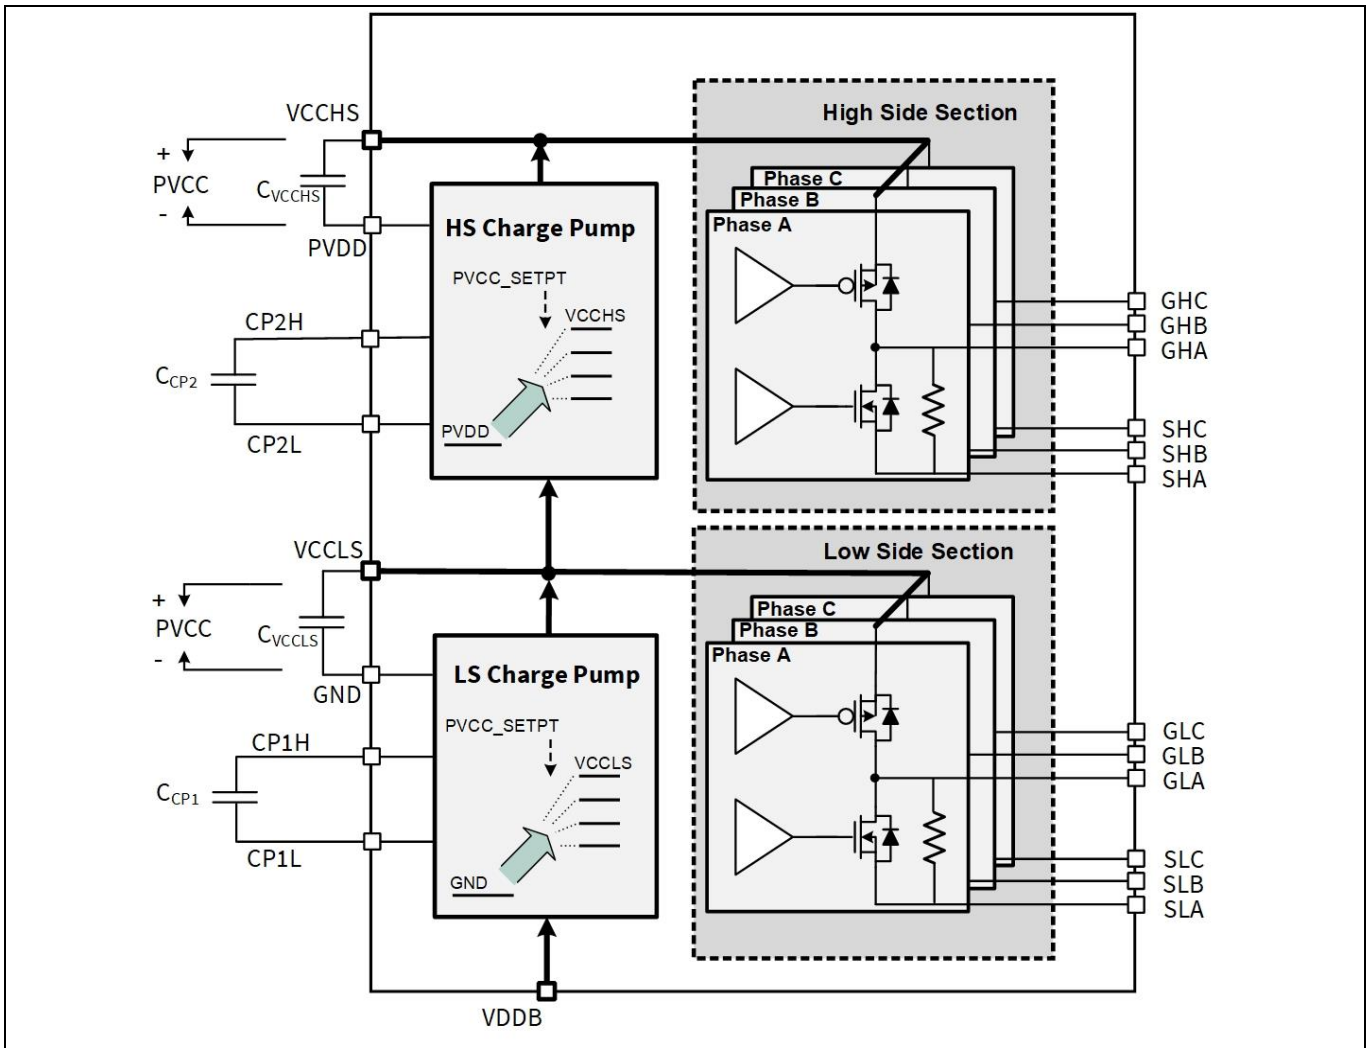 VCCHS
+
PVCC
-
CVCCHS
PVDD
CP2H
CCP2
CP2L
HS Charge Pump
PVCC_SETPT
VCCHS
PVDD
High Side Section
Phase C
Phase B
Phase A
GHC
GHB
GHA
SHC
SHB
SHA
VCCLS
+
PVCC
-
CVCCLS
GND
CP1H
CCP1
CP1L
LS Charge Pump
PVCC_SETPT
VCCLS
GND
Low Side Section
Phase C
Phase B
Phase A
GLC
GLB
GLA
SLC
SLB
SLA
VDDB